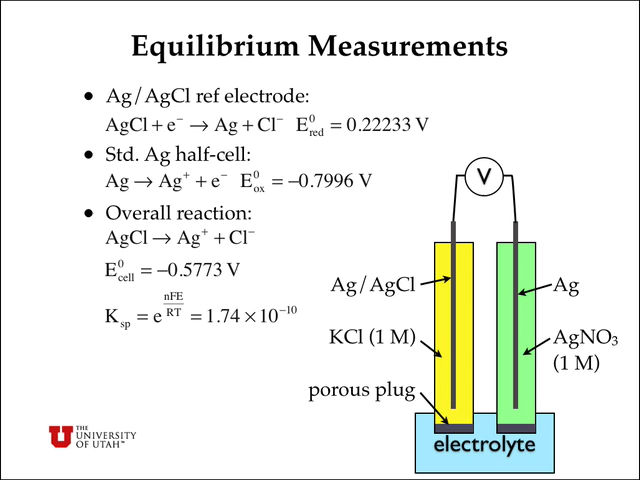 Equilibrium Measurements
• Ag/AgCl ref electrode:
AgCl + e⁻ → Ag + Cl⁻ E⁰red = 0.22233 V
• Std. Ag half-cell:
Ag → Ag⁺ + e⁻ E⁰ox = −0.7996 V
• Overall reaction:
AgCl → Ag⁺ + Cl⁻
E⁰cell = −0.5773 V
Ksp = e^(nFE/RT) = 1.74 × 10⁻¹⁰
V
Ag/AgCl
Ag
KCl (1 M)
AgNO₃
(1 M)
porous plug
electrolyte
THE
UNIVERSITY
OF UTAH™